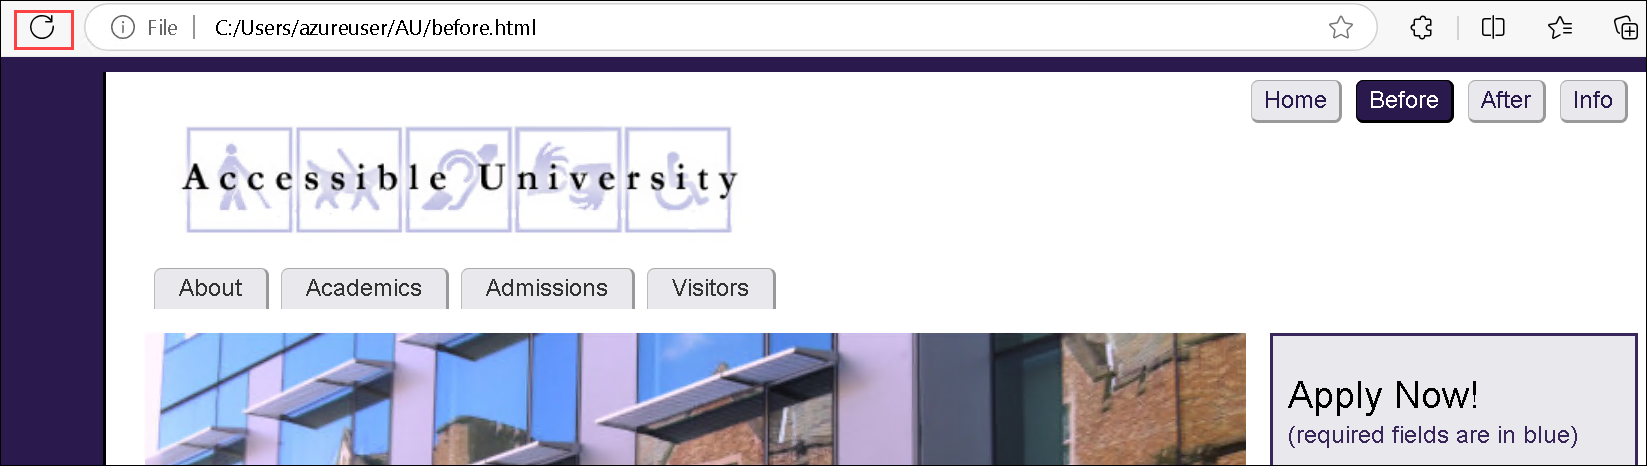 File C:/Users/azureuser/AU/before.html
Home Before After Info
Accessible University
About Academics Admissions Visitors
Apply Now!
(required fields are in blue)